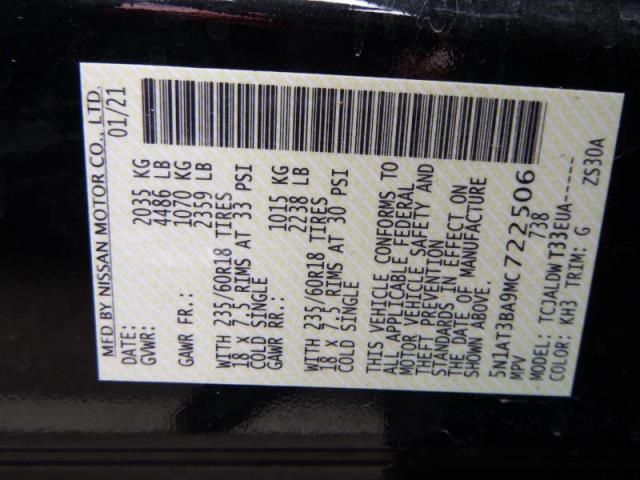 MFD BY NISSAN MOTOR CO., LTD.
DATE: 01/21
GVWR: 2035 KG
4486 LB
GAWR FR.: 1070 KG
2359 LB
WITH 235/60R18 TIRES
18 X 7.5 RIMS AT 33 PSI
COLD SINGLE
GAWR RR.: 1015 KG
2238 LB
WITH 235/60R18 TIRES
18 X 7.5 RIMS AT 30 PSI
COLD SINGLE
THIS VEHICLE CONFORMS TO
ALL APPLICABLE FEDERAL
MOTOR VEHICLE SAFETY AND
THEFT PREVENTION
STANDARDS IN EFFECT ON
THE DATE OF MANUFACTURE
SHOWN ABOVE.
5N1AT3BA9MC722506
MPV 738
MODEL: TCJALDWT33EUA-----
COLOR: KH3 TRIM: G ZS30A